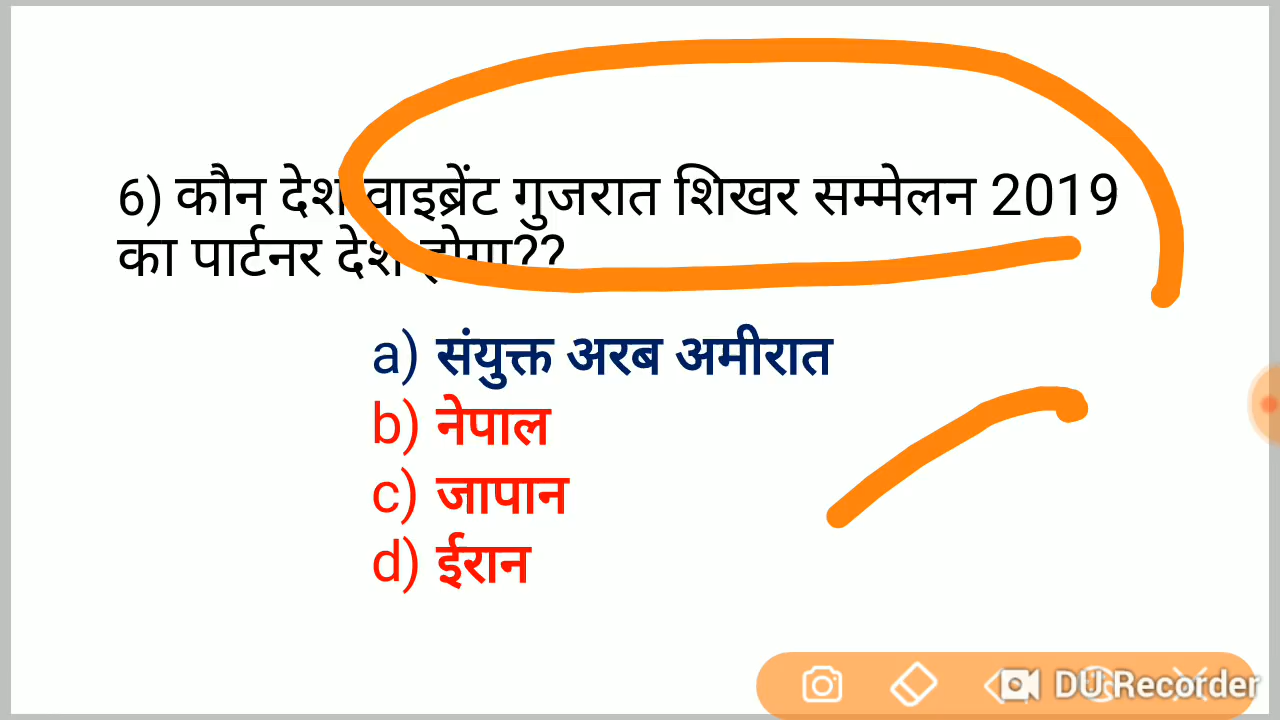 6) कौन देश वाइब्रेंट गुजरात शिखर सम्मेलन 2019
का पार्टनर देश होगा??
a) संयुक्त अरब अमीरात
b) नेपाल
c) जापान
d) ईरान
DU Recorder